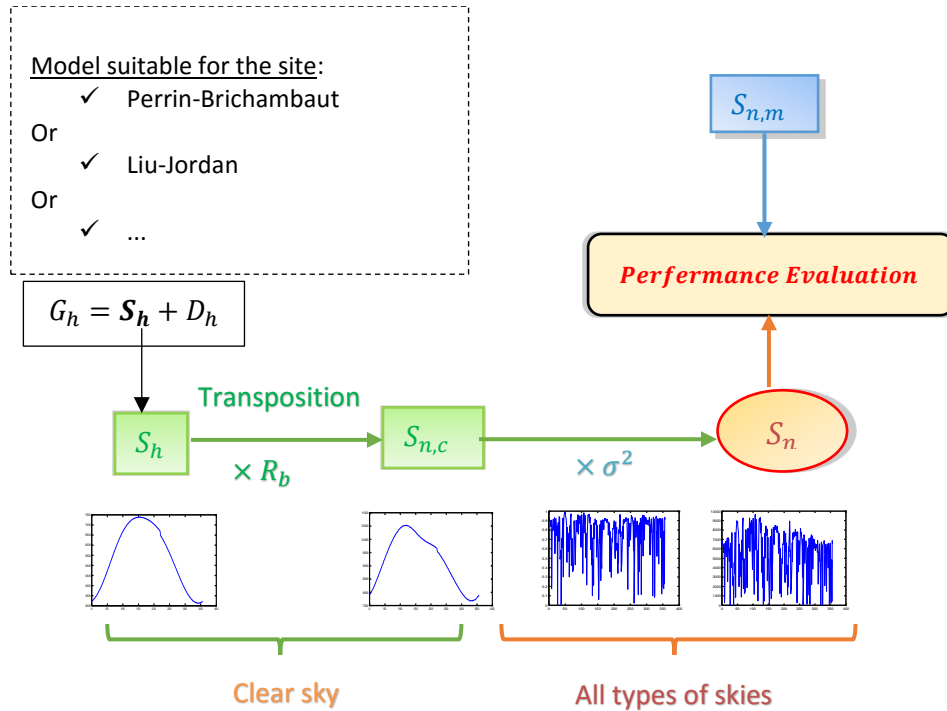 Model suitable for the site:
✓ Perrin-Brichambaut
Or
✓ Liu-Jordan
Or
✓ ...
S_{n,m}
Perfermance Evaluation
G_h = S_h + D_h
Transposition
S_h
S_{n,c}
S_n
× R_b
× σ²
Clear sky
All types of skies